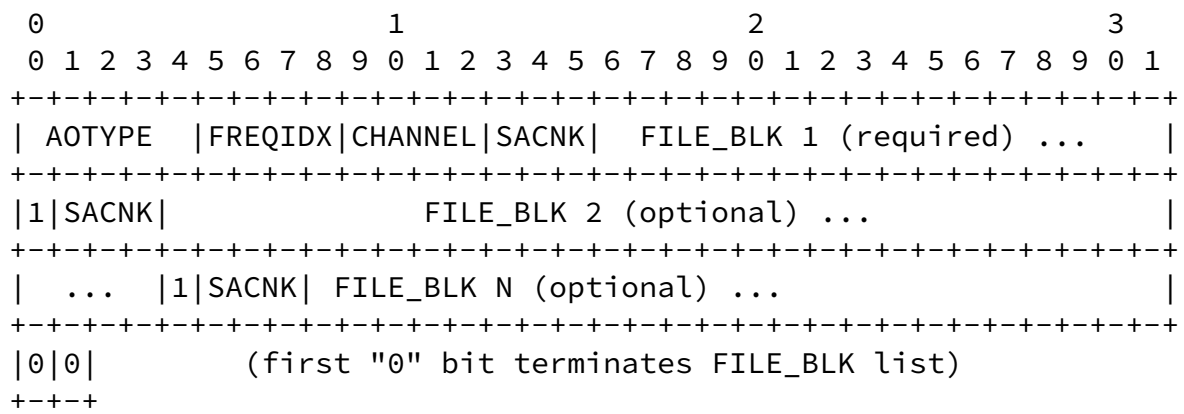 0                   1                   2                   3
 0 1 2 3 4 5 6 7 8 9 0 1 2 3 4 5 6 7 8 9 0 1 2 3 4 5 6 7 8 9 0 1
+-+-+-+-+-+-+-+-+-+-+-+-+-+-+-+-+-+-+-+-+-+-+-+-+-+-+-+-+-+-+-+-+
| AOTYPE  |FREQIDX|CHANNEL|SACNK|  FILE_BLK 1 (required) ...    |
+-+-+-+-+-+-+-+-+-+-+-+-+-+-+-+-+-+-+-+-+-+-+-+-+-+-+-+-+-+-+-+-+
|1|SACNK|              FILE_BLK 2 (optional) ...                |
+-+-+-+-+-+-+-+-+-+-+-+-+-+-+-+-+-+-+-+-+-+-+-+-+-+-+-+-+-+-+-+-+
|  ...  |1|SACNK| FILE_BLK N (optional) ...                     |
+-+-+-+-+-+-+-+-+-+-+-+-+-+-+-+-+-+-+-+-+-+-+-+-+-+-+-+-+-+-+-+-+
|0|0|        (first "0" bit terminates FILE_BLK list)
+-+-+